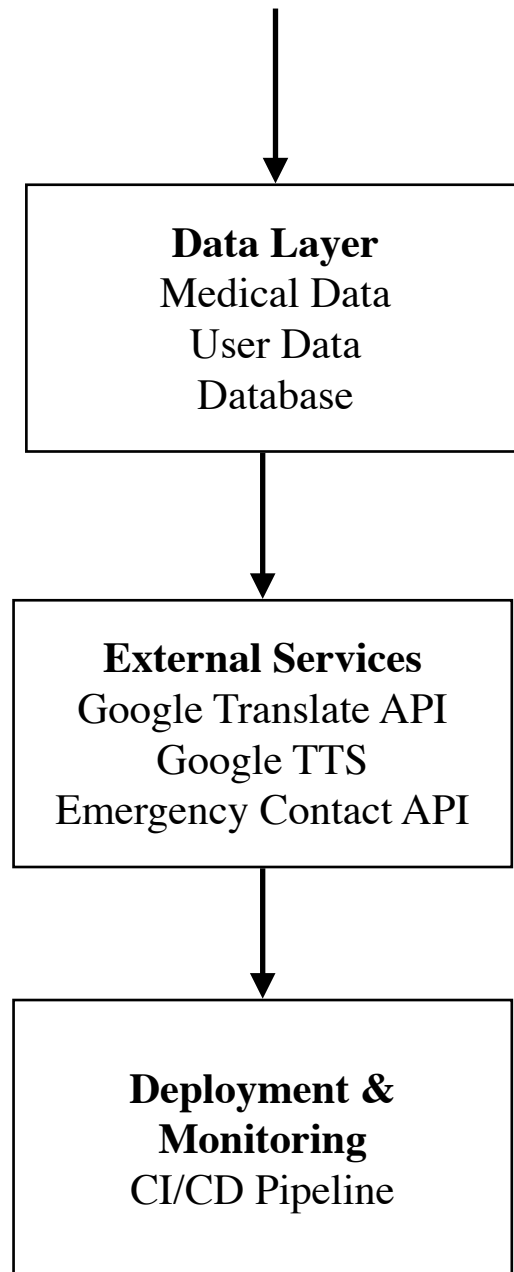 Data Layer
Medical Data
User Data
Database
External Services
Google Translate API
Google TTS
Emergency Contact API
Deployment &
Monitoring
CI/CD Pipeline